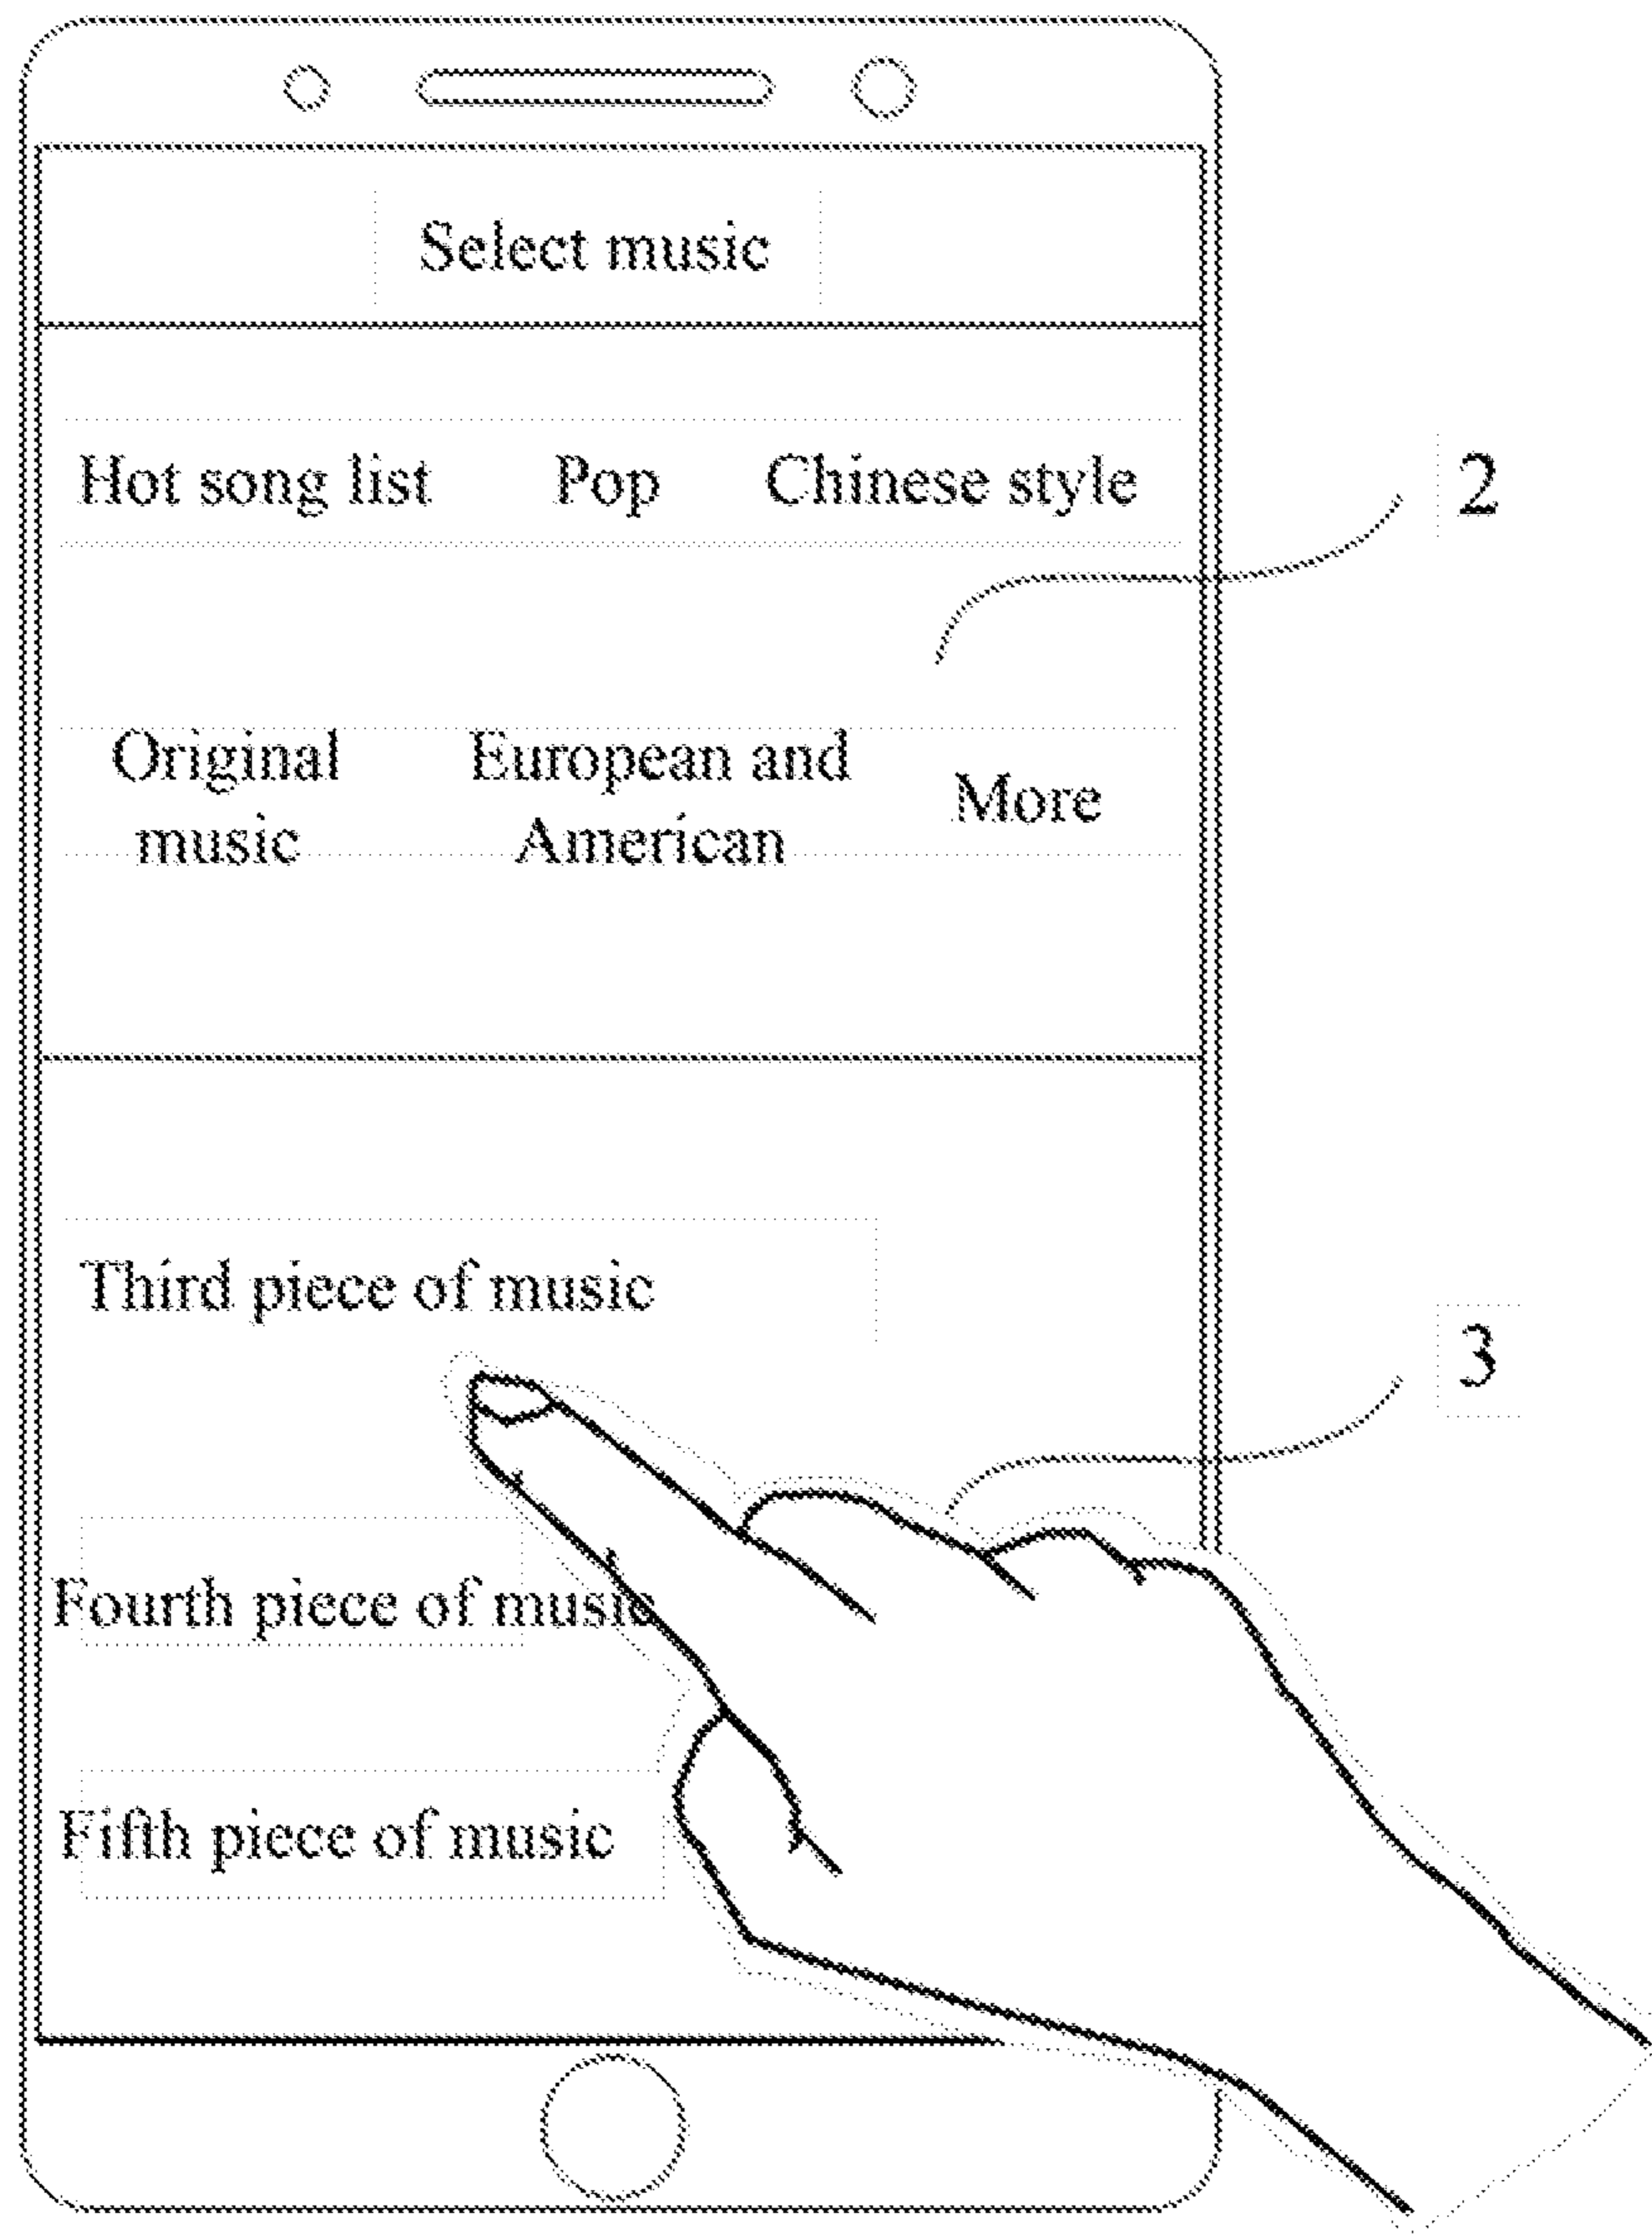 Select music
Hot song list Pop Chinese style
2
Original music European and American More
Third piece of music
3
Fourth piece of music
Fifth piece of music